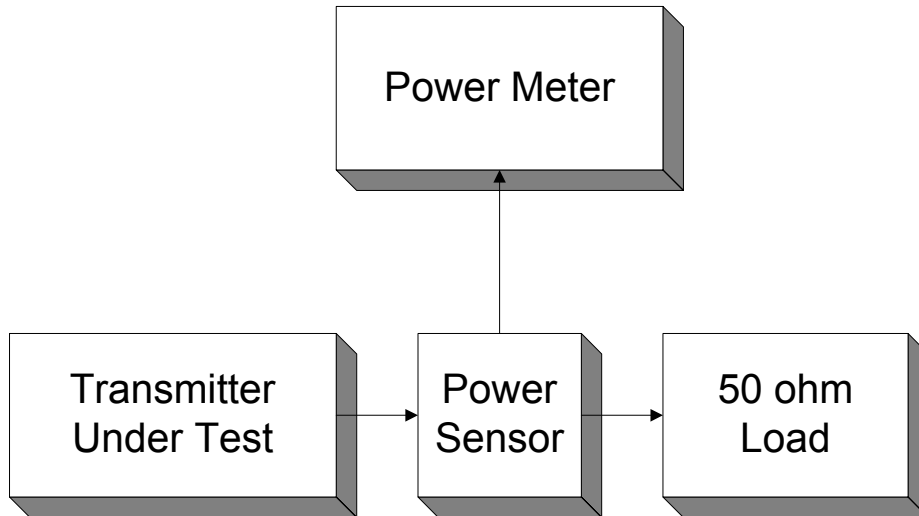 Power Meter
Transmitter
Under Test
Power
Sensor
50 ohm
Load